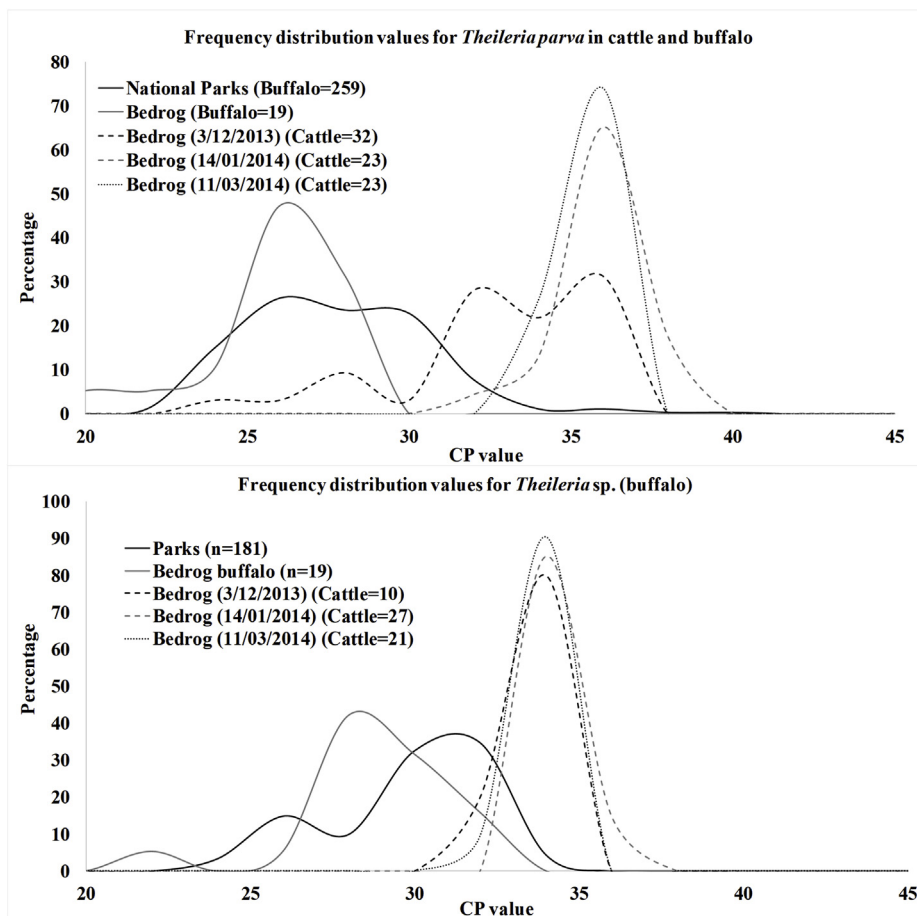 Frequency distribution values for Theileria parva in cattle and buffalo
80
70
60
50
40
30
20
10
0
Percentage
National Parks (Buffalo=259)
Bedrog (Buffalo=19)
Bedrog (3/12/2013) (Cattle=32)
Bedrog (14/01/2014) (Cattle=23)
Bedrog (11/03/2014) (Cattle=23)
20 25 30 35 40 45
CP value
Frequency distribution values for Theileria sp. (buffalo)
100
90
80
70
60
50
40
30
20
10
0
Percentage
Parks (n=181)
Bedrog buffalo (n=19)
Bedrog (3/12/2013) (Cattle=10)
Bedrog (14/01/2014) (Cattle=27)
Bedrog (11/03/2014) (Cattle=21)
20 25 30 35 40 45
CP value